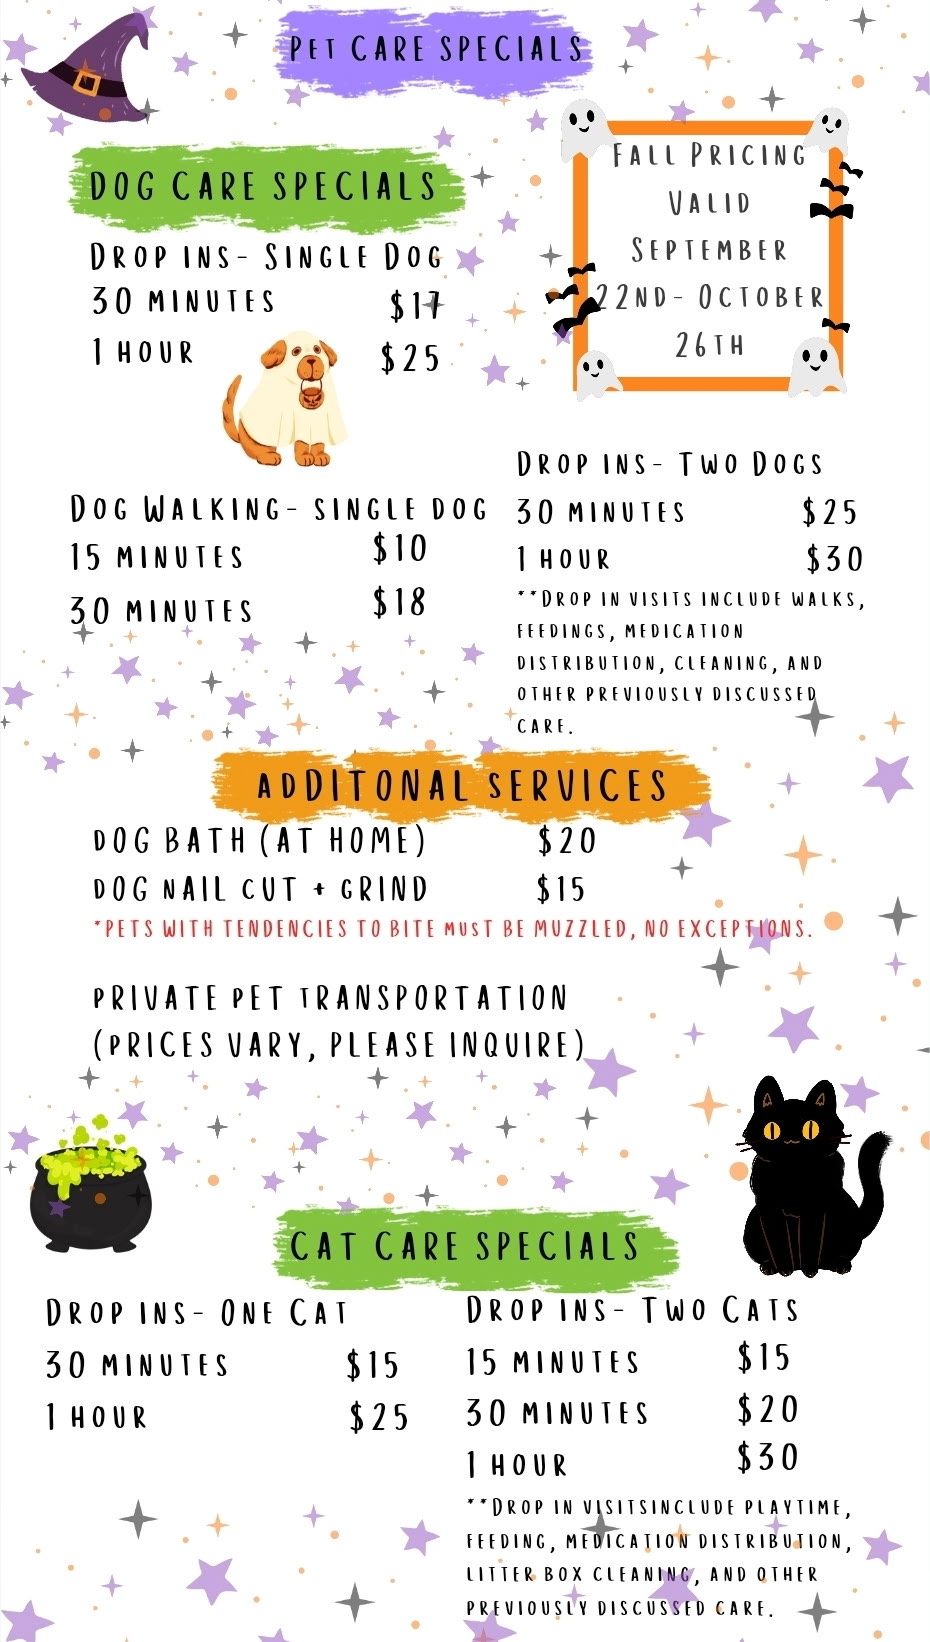 PET CARE SPECIALS
FALL PRICING
VALID
SEPTEMBER
22ND- OCTOBER
26TH
DOG CARE SPECIALS
DROP INS- SINGLE DOG
30 MINUTES $17
1 HOUR $25
DOG WALKING- SINGLE DOG
15 MINUTES $10
30 MINUTES $18
DROP INS- TWO DOGS
30 MINUTES $25
1 HOUR $30
**DROP IN VISITS INCLUDE WALKS,
FEEDINGS, MEDICATION
DISTRIBUTION, CLEANING, AND
OTHER PREVIOUSLY DISCUSSED
CARE.
ADDITONAL SERVICES
DOG BATH (AT HOME) $20
DOG NAIL CUT + GRIND $15
*PETS WITH TENDENCIES TO BITE MUST BE MUZZLED, NO EXCEPTIONS.
PRIVATE PET TRANSPORTATION
(PRICES VARY, PLEASE INQUIRE)
CAT CARE SPECIALS
DROP INS- ONE CAT
30 MINUTES $15
1 HOUR $25
DROP INS- TWO CATS
15 MINUTES $15
30 MINUTES $20
1 HOUR $30
**DROP IN VISITSINCLUDE PLAYTIME,
FEEDING, MEDICATION DISTRIBUTION,
LITTER BOX CLEANING, AND OTHER
PREVIOUSLY DISCUSSED CARE.